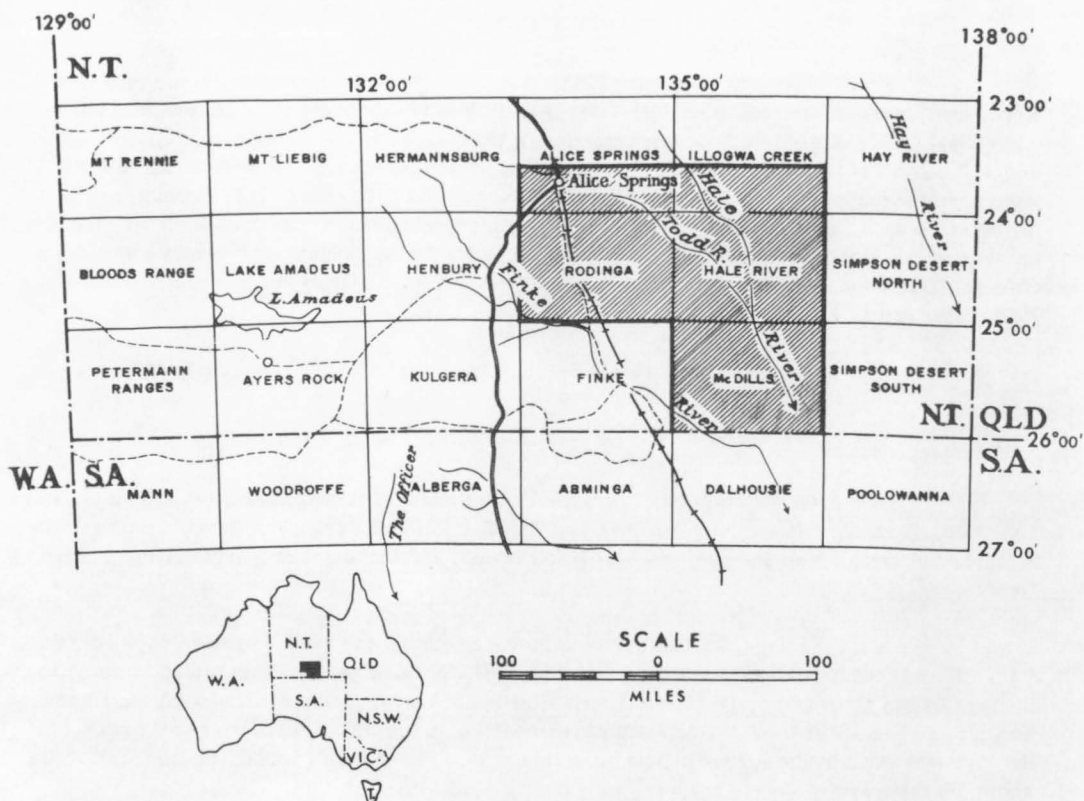 129°00'
138°00'
N.T.
132°00'
135°00'
23°00'
MT RENNIE
MT LIEBIG
HERMANNSBURG
ALICE SPRINGS
ILLOGWA CREEK
HAY RIVER
Hay
River
Alice Springs
Hale
River
24°00'
Todd R.
BLOODS RANGE
LAKE AMADEUS
L. Amadeus
HENBURY
Finke
River
RODINGA
HALE RIVER
SIMPSON DESERT
NORTH
25°00'
PETERMANN
RANGES
AYERS ROCK
KULGERA
FINKE
McDILLS
SIMPSON DESERT
SOUTH
N.T. QLD
26°00'
W.A. S.A.
S.A.
MANN
WOODROFFE
The Officer
ALBERGA
ABMINGA
DALHOUSIE
POOLOWANNA
27°00'
N.T.
QLD
W.A.
S.A.
N.S.W.
VIC.
T.
SCALE
100 0 100
MILES